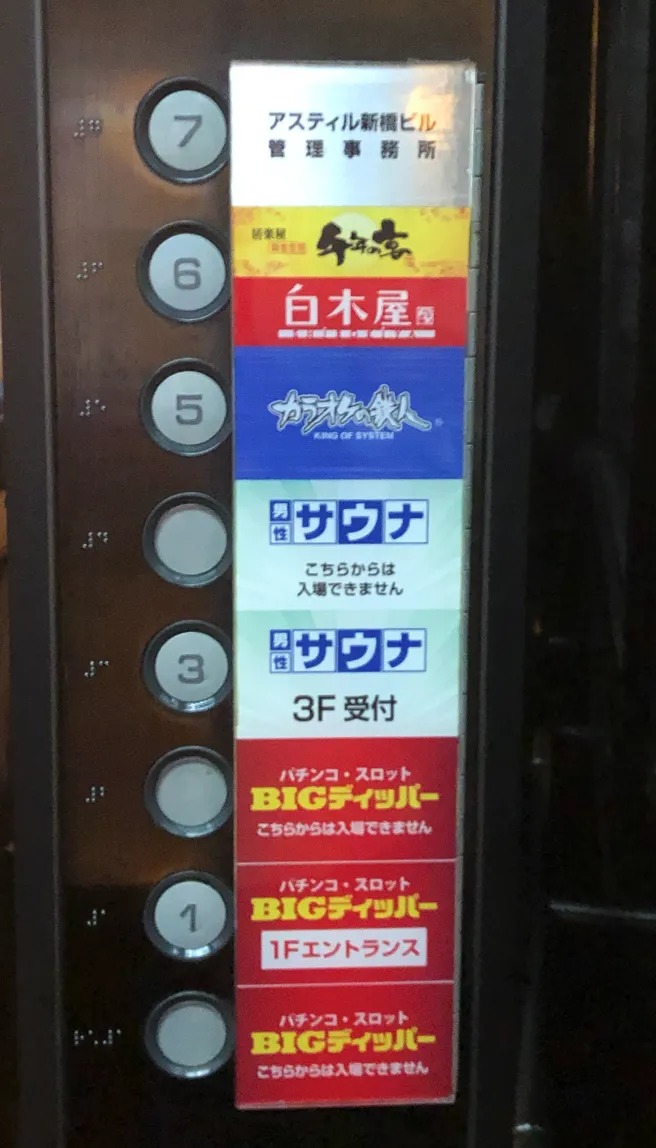 7
アスティル新橋ビル
管理事務所
6
居楽屋
千年の宴
白木屋
SHIROKIYA
5
カラオケの鉄人
KING OF SYSTEM
男性 サウナ
こちらからは
入場できません
3
男性 サウナ
3F 受付
パチンコ・スロット
BIGディッパー
こちらからは入場できません
1
パチンコ・スロット
BIGディッパー
1Fエントランス
パチンコ・スロット
BIGディッパー
こちらからは入場できません